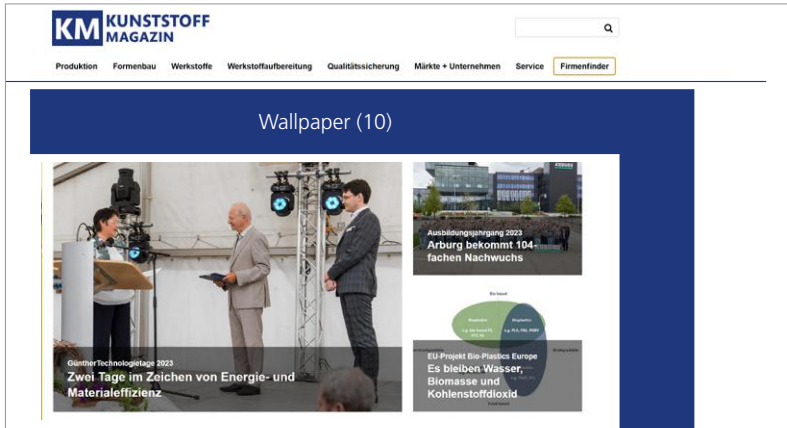 KM KUNSTSTOFF
MAGAZIN
Produktion Formenbau Werkstoffe Werkstoffaufbereitung Qualitätssicherung Märkte + Unternehmen Service Firmenfinder
Wallpaper (10)
GüntherTechnologietage 2023
Zwei Tage im Zeichen von Energie- und
Materialeffizienz
Ausbildungsjahrgang 2023
Arburg bekommt 104-
fachen Nachwuchs
Bioplastics
Bioplastics
EU-Projekt Bio-Plastics Europe
Es bleiben Wasser,
Biomasse und
Kohlenstoffdioxid